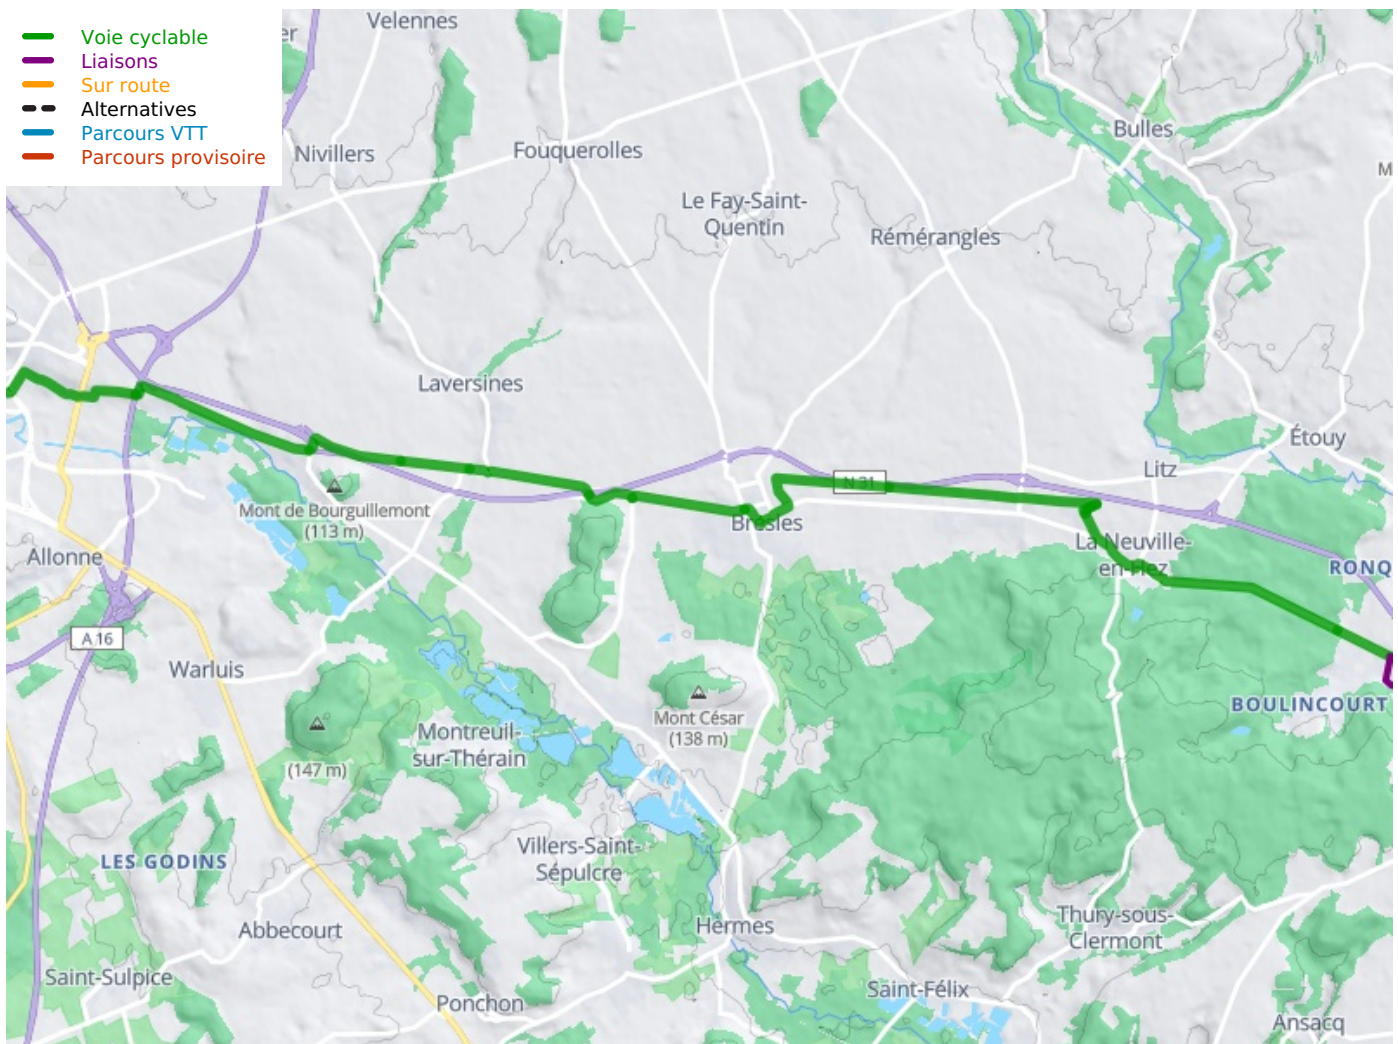 Voie cyclable
Liaisons
Sur route
Alternatives
Parcours VTT
Parcours provisoire
er
Velennes
Nivillers
Fouquerolles
Bulles
M
Le Fay-Saint-
Quentin
Rémérangles
Laversines
Étouy
Litz
N 31
Mont de Bourguillemont
(113 m)
Bresles
La Neuville-
en-Hez
Allonne
RONQ
A 16
Warluis
BOULINCOURT
Mont César
(138 m)
Montreuil-
sur-Thérain
(147 m)
Villers-Saint-
Sépulcre
LES GODINS
Abbecourt
Hermes
Thury-sous-
Clermont
Saint-Sulpice
Ponchon
Saint-Félix
Ansacq